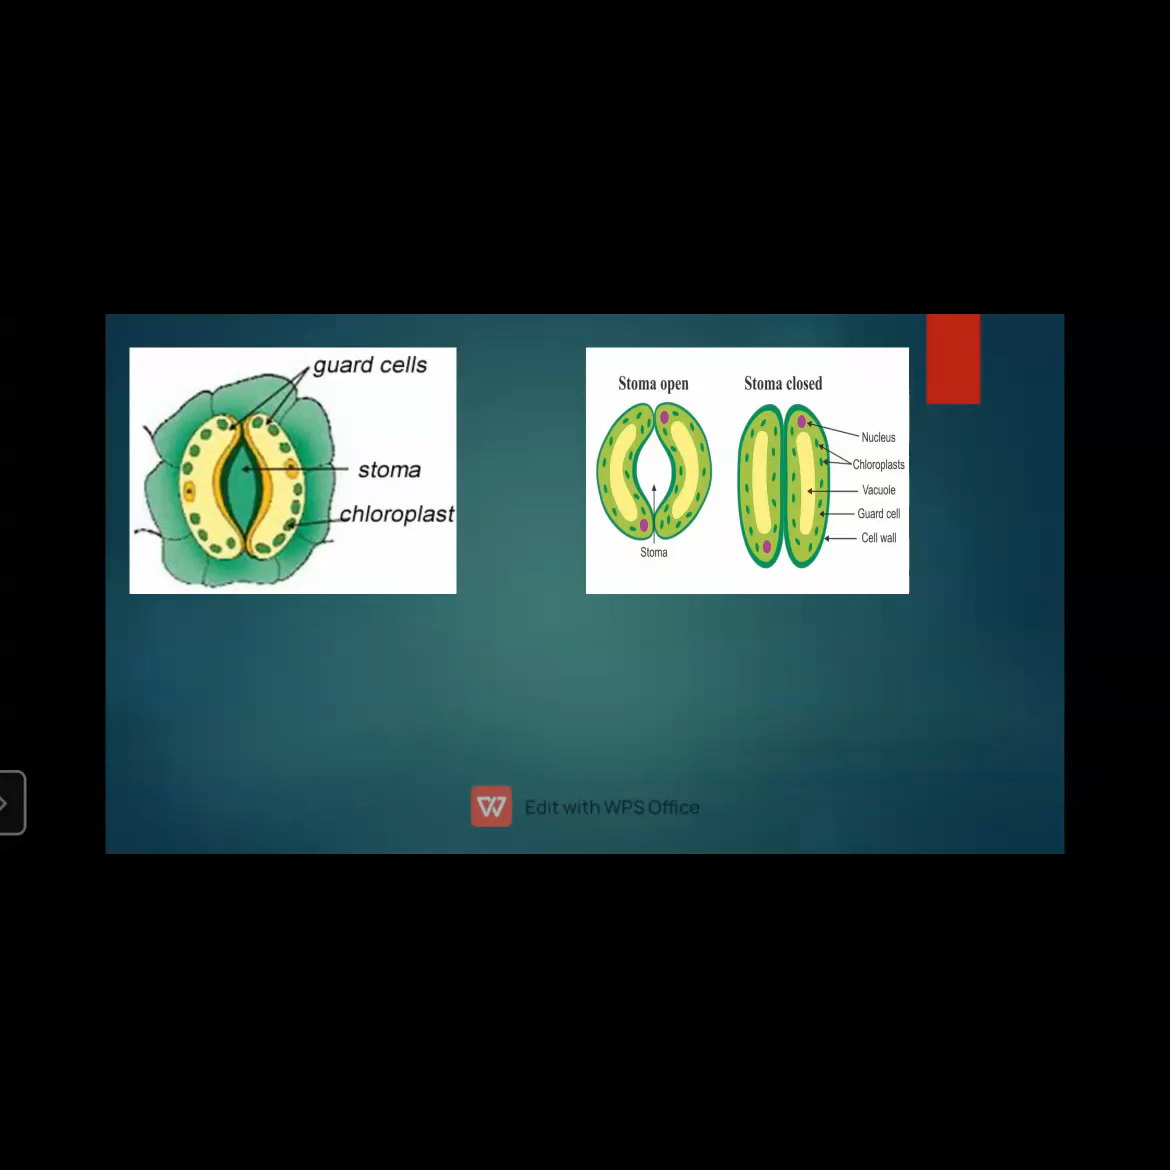 guard cells
stoma
chloroplast
Stoma open
Stoma closed
Nucleus
Chloroplasts
Vacuole
Guard cell
Cell wall
Stoma
Edit with WPS Office